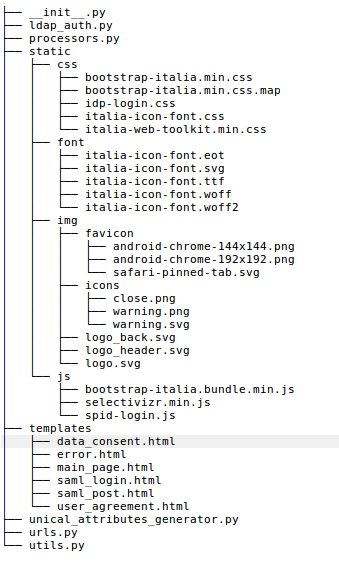 ├── __init__.py
├── ldap_auth.py
├── processors.py
├── static
│   ├── css
│   │   ├── bootstrap-italia.min.css
│   │   ├── bootstrap-italia.min.css.map
│   │   ├── idp-login.css
│   │   ├── italia-icon-font.css
│   │   └── italia-web-toolkit.min.css
│   ├── font
│   │   ├── italia-icon-font.eot
│   │   ├── italia-icon-font.svg
│   │   ├── italia-icon-font.ttf
│   │   ├── italia-icon-font.woff
│   │   └── italia-icon-font.woff2
│   ├── img
│   │   ├── favicon
│   │   │   ├── android-chrome-144x144.png
│   │   │   ├── android-chrome-192x192.png
│   │   │   └── safari-pinned-tab.svg
│   │   ├── icons
│   │   │   ├── close.png
│   │   │   ├── warning.png
│   │   │   └── warning.svg
│   │   ├── logo_back.svg
│   │   ├── logo_header.svg
│   │   └── logo.svg
│   └── js
│       ├── bootstrap-italia.bundle.min.js
│       ├── selectivizr.min.js
│       └── spid-login.js
├── templates
│   ├── data_consent.html
│   ├── error.html
│   ├── main_page.html
│   ├── saml_login.html
│   ├── saml_post.html
│   └── user_agreement.html
├── unical_attributes_generator.py
├── urls.py
└── utils.py